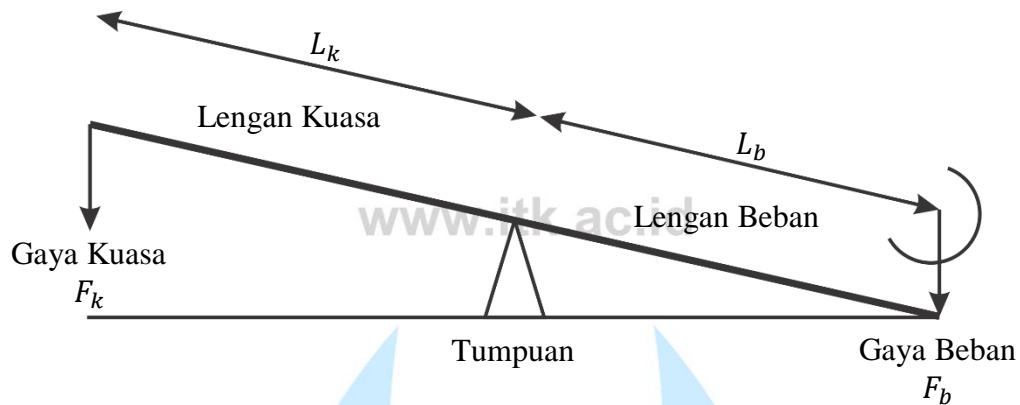 L_k
Lengan Kuasa
L_b
www.itk.ac.id
Lengan Beban
Gaya Kuasa
F_k
Tumpuan
Gaya Beban
F_b